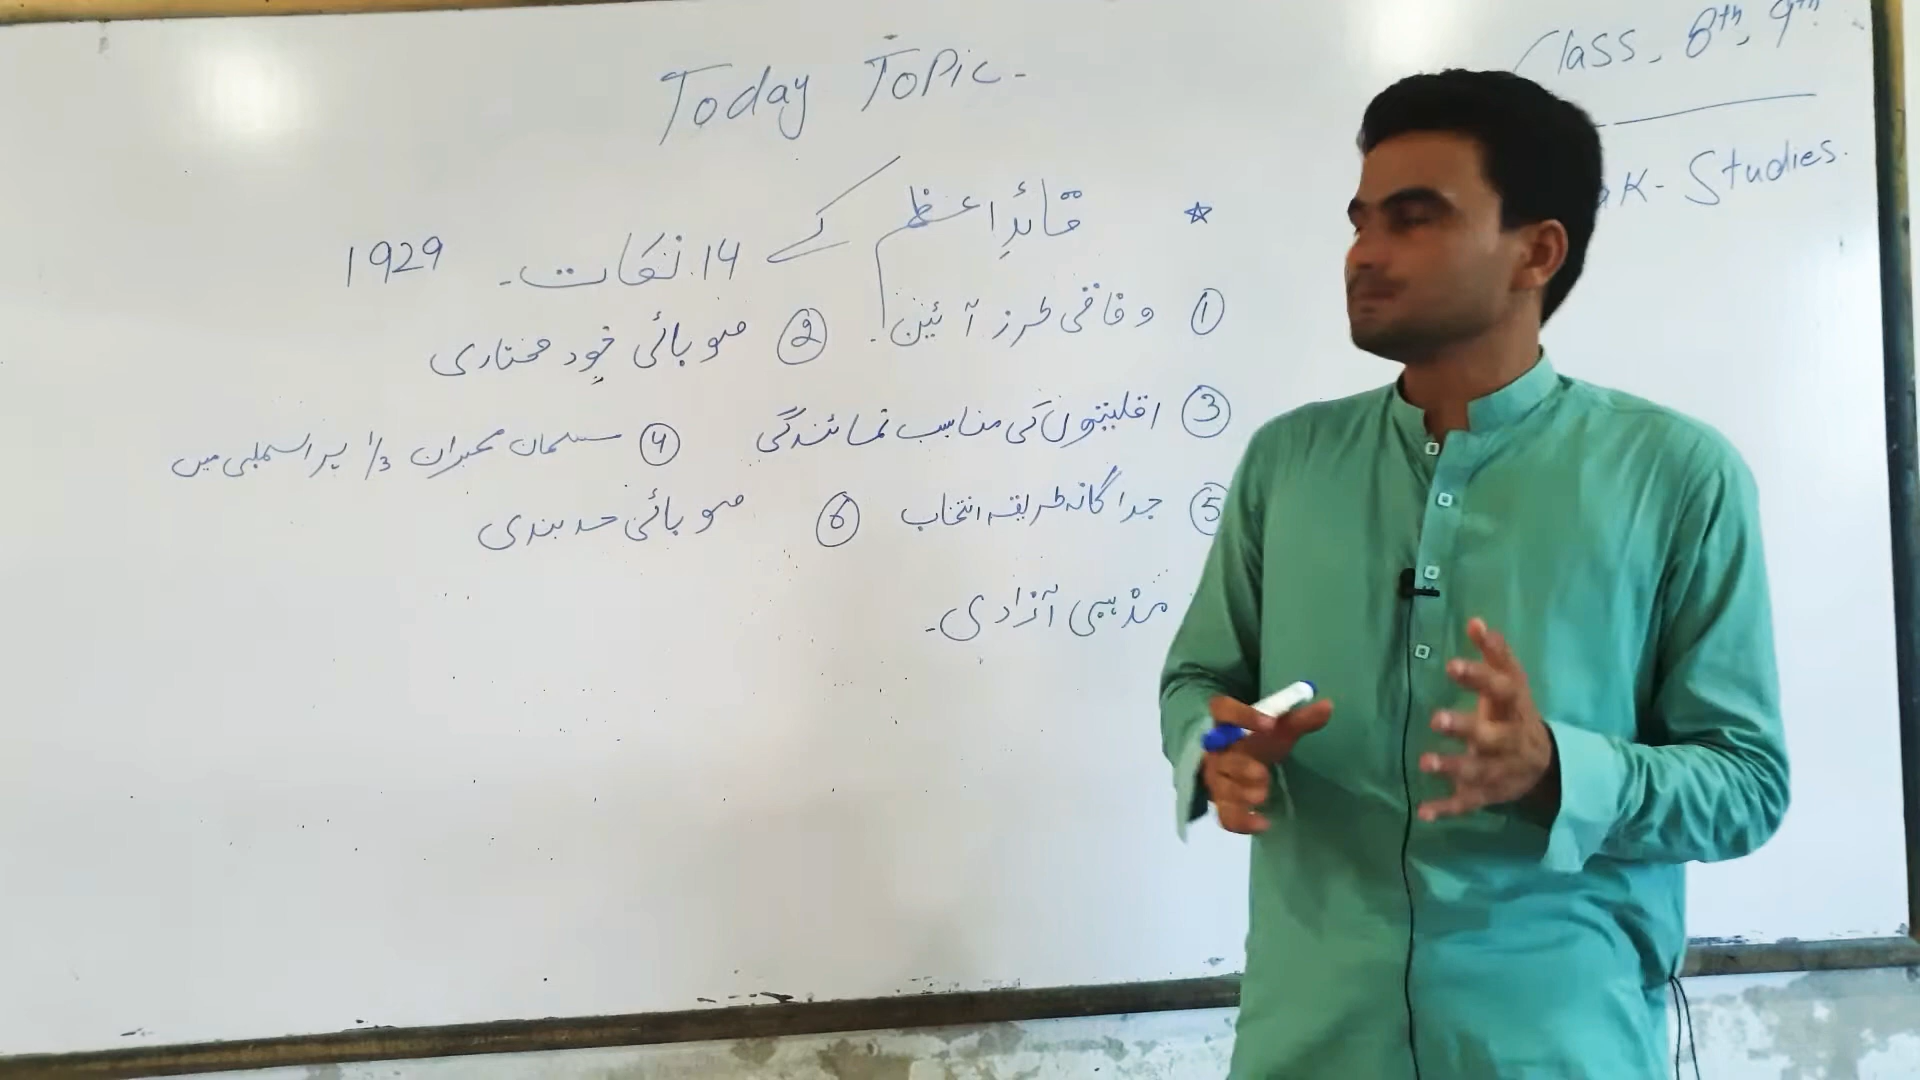 Class. 8th, 9th
Today Topic.
K- Studies.
☆ قائدِاعظم کے 14 نکات۔ 1929
① وفاقی طرز آئین۔ ② صوبائی خود مختاری
③ اقلیتوں کی مناسب نمائندگی ④ مسلمان ممبران 1/3 پر اسمبلی میں
⑤ جداگانہ طریقہ انتخاب ⑥ صوبائی حد بندی
مذہبی آزادی۔